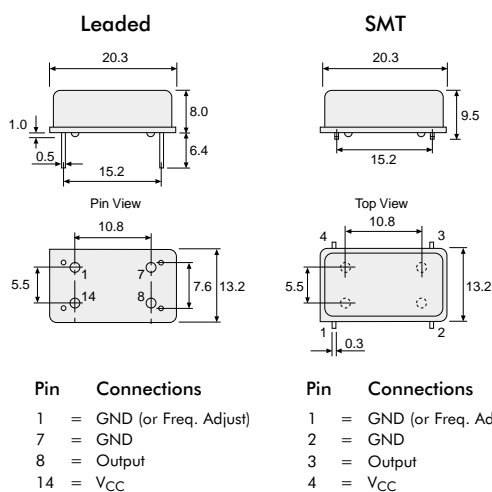 Leaded
20.3
8.0
1.0
0.5
6.4
15.2
Pin View
10.8
1
7
5.5
14
8
7.6
13.2
Pin Connections
1 = GND (or Freq. Adjust)
7 = GND
8 = Output
14 = VCC
SMT
20.3
9.5
15.2
Top View
10.8
4
3
5.5
13.2
1
2
0.3
Pin Connections
1 = GND (or Freq. Ad
2 = GND
3 = Output
4 = VCC